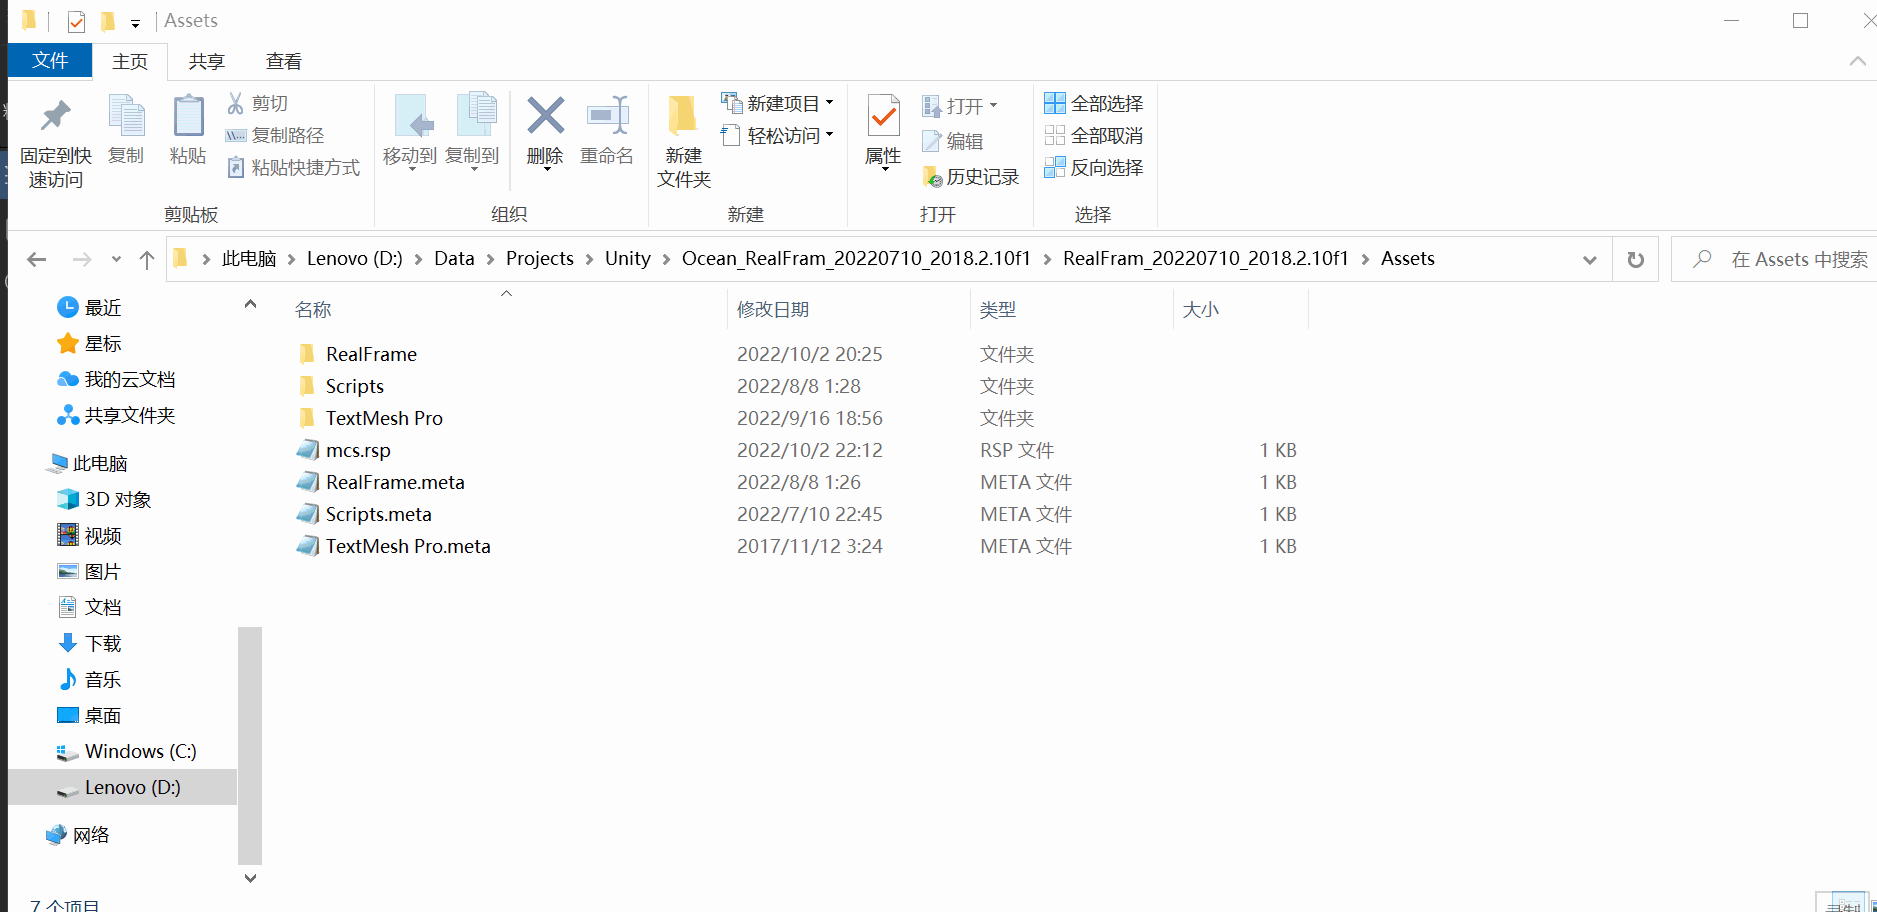 Assets
文件 主页 共享 查看
固定到快速访问
复制
粘贴
剪切
复制路径
粘贴快捷方式
剪贴板
移动到
复制到
删除
重命名
组织
新建文件夹
新建项目
轻松访问
新建
属性
打开
编辑
历史记录
打开
全部选择
全部取消
反向选择
选择
此电脑 Lenovo (D:) Data Projects Unity Ocean_RealFram_20220710_2018.2.10f1 RealFram_20220710_2018.2.10f1 Assets
在 Assets 中搜索
最近
星标
我的云文档
共享文件夹
此电脑
3D 对象
视频
图片
文档
下载
音乐
桌面
Windows (C:)
Lenovo (D:)
网络
名称 修改日期 类型 大小
RealFrame 2022/10/2 20:25 文件夹
Scripts 2022/8/8 1:28 文件夹
TextMesh Pro 2022/9/16 18:56 文件夹
mcs.rsp 2022/10/2 22:12 RSP 文件 1 KB
RealFrame.meta 2022/8/8 1:26 META 文件 1 KB
Scripts.meta 2022/7/10 22:45 META 文件 1 KB
TextMesh Pro.meta 2017/11/12 3:24 META 文件 1 KB
7 个项目